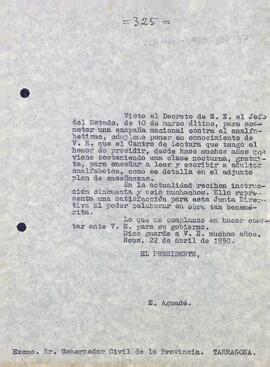 = 325 =
Visto el Decreto de S. E. el Jefe
del Estado, de 10 de marzo último, para aco-
meter una campaña nacional contra el analfa-
betismo, cúmpleme poner en conocimiento de
V. E. que el Centro de Lectura que tengo el
honor de presidir, desde hace muchos años que
viene sosteniendo una clase nocturna, gratui-
ta, para enseñar a leer y escribir a adultos
analfabetos, como se detalla en el adjunto
plan de enseñanzas.
En la actualidad reciben instruc-
ción cincuenta y seis muchachos. Ello repre-
senta una satisfacción para esta Junta Direc-
tiva al poder colaborar en obra tan benemé-
rita.
Lo que me complazco en hacer cons-
tar ante V. E. para su gobierno.
Dios guarde a V. E. muchos años.
Reus, 22 de abril de 1950.
EL PRESIDENTE,
E. Aguadé.
Excmo. Sr. Gobernador Civil de la Provincia. TARRAGONA.